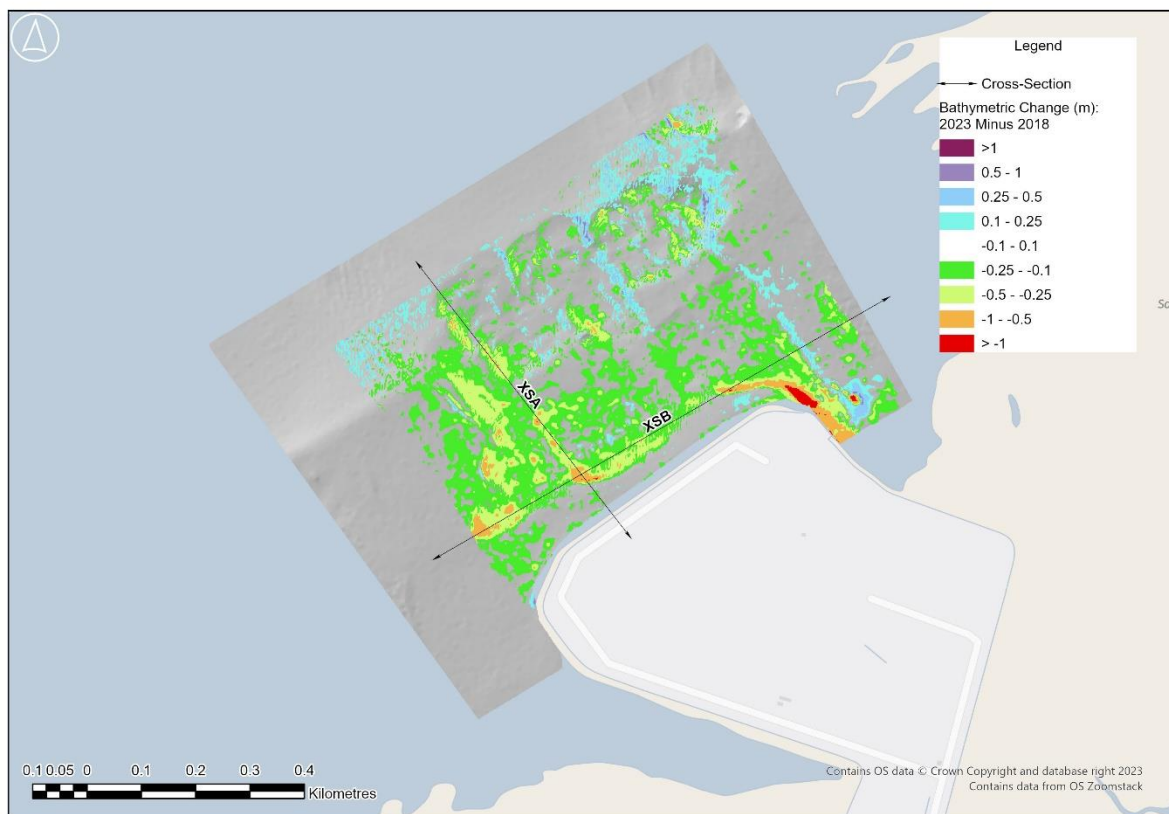 Legend
Cross-Section
Bathymetric Change (m):
2023 Minus 2018
>1
0.5 - 1
0.25 - 0.5
0.1 - 0.25
-0.1 - 0.1
-0.25 - -0.1
-0.5 - -0.25
-1 - -0.5
> -1
XSA
XSB
0.1 0.05 0 0.1 0.2 0.3 0.4
Kilometres
Contains OS data © Crown Copyright and database right 2023
Contains data from OS Zoomstack